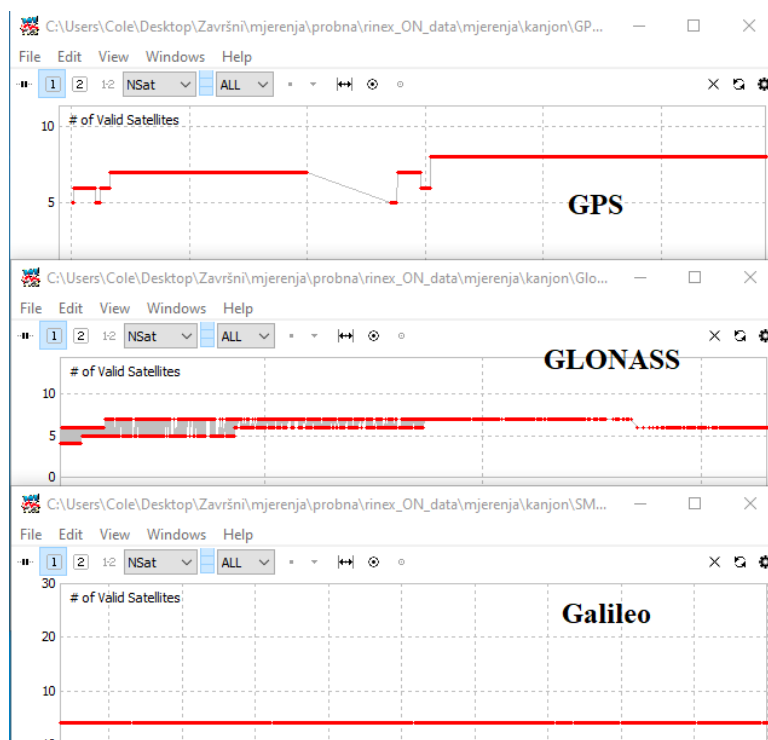 C:\Users\Cole\Desktop\Završni\mjerenja\probna\rinex_ON_data\mjerenja\kanjon\GP...
File Edit View Windows Help
1 2 1-2 NSat ALL
# of Valid Satellites
10
5
GPS
C:\Users\Cole\Desktop\Završni\mjerenja\probna\rinex_ON_data\mjerenja\kanjon\Glo...
File Edit View Windows Help
1 2 1-2 NSat ALL
GLONASS
# of Valid Satellites
10
5
0
C:\Users\Cole\Desktop\Završni\mjerenja\probna\rinex_ON_data\mjerenja\kanjon\SM...
File Edit View Windows Help
1 2 1-2 NSat ALL
30
# of Valid Satellites
Galileo
20
10